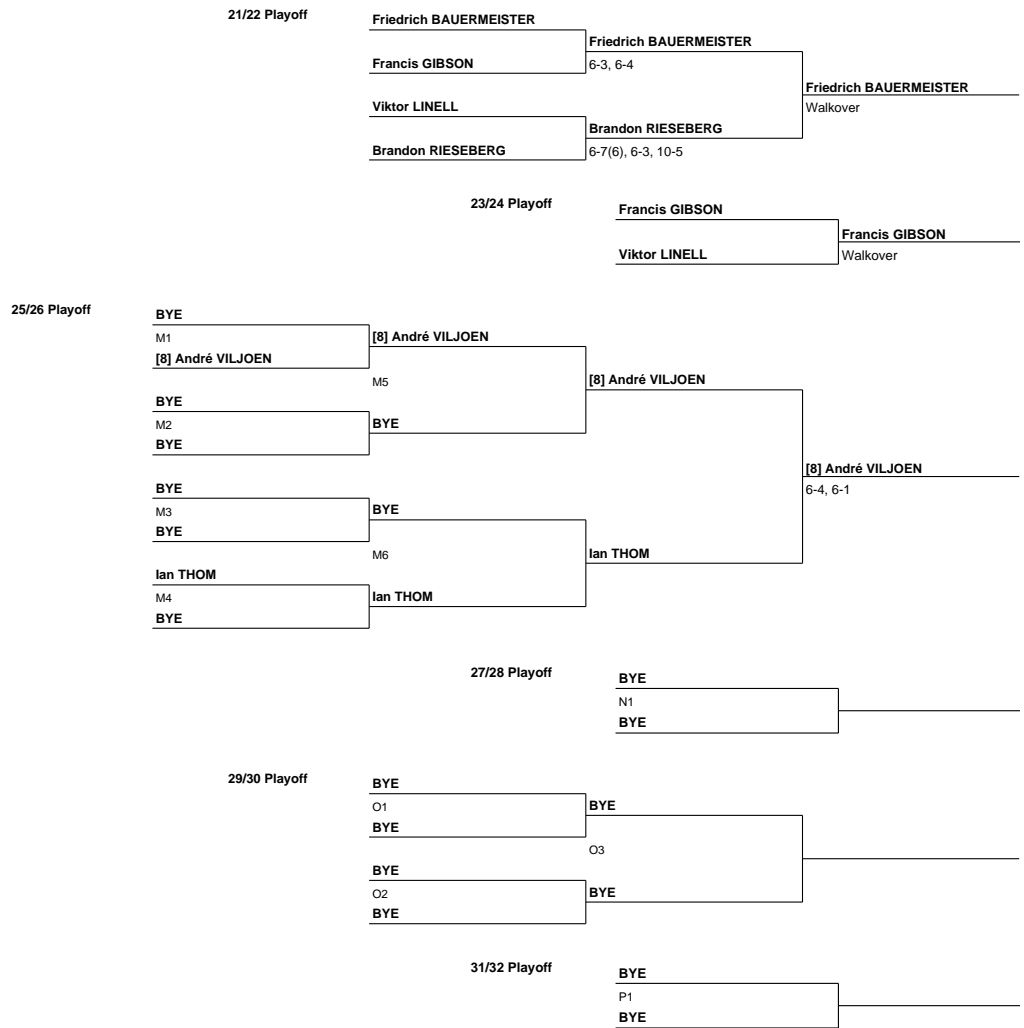 21/22 Playoff
Friedrich BAUERMEISTER
Friedrich BAUERMEISTER
Francis GIBSON
6-3, 6-4
Friedrich BAUERMEISTER
Walkover
Viktor LINELL
Brandon RIESEBERG
Brandon RIESEBERG
6-7(6), 6-3, 10-5
23/24 Playoff
Francis GIBSON
Francis GIBSON
Viktor LINELL
Walkover
25/26 Playoff
BYE
M1
[8] André VILJOEN
[8] André VILJOEN
M5
[8] André VILJOEN
BYE
M2
BYE
BYE
[8] André VILJOEN
6-4, 6-1
BYE
M3
BYE
BYE
M6
Ian THOM
Ian THOM
M4
Ian THOM
BYE
27/28 Playoff
BYE
N1
BYE
29/30 Playoff
BYE
O1
BYE
BYE
O3
BYE
O2
BYE
BYE
31/32 Playoff
BYE
P1
BYE